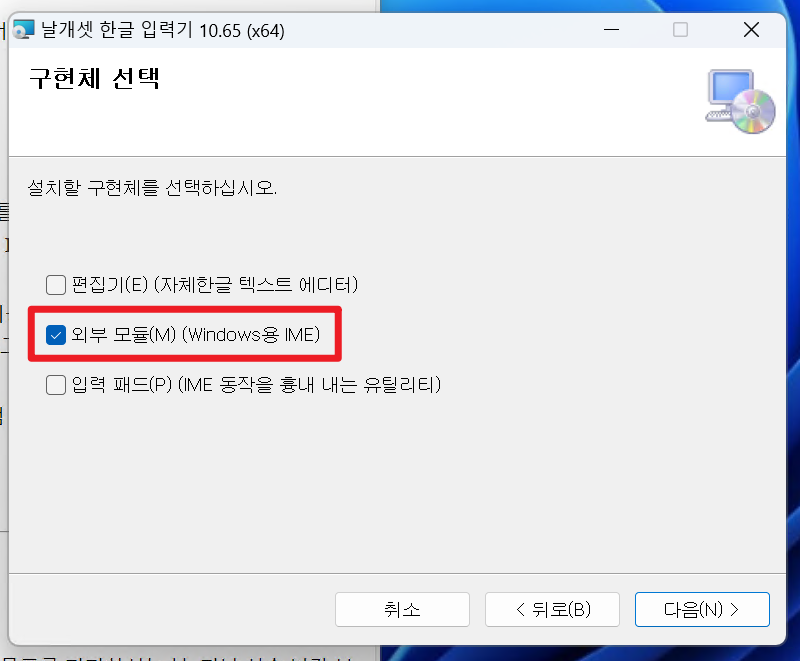 날개셋 한글 입력기 10.65 (x64)
구현체 선택
설치할 구현체를 선택하십시오.
편집기(E) (자체한글 텍스트 에디터)
외부 모듈(M) (Windows용 IME)
입력 패드(P) (IME 동작을 흉내 내는 유틸리티)
취소
< 뒤로(B)
다음(N) >